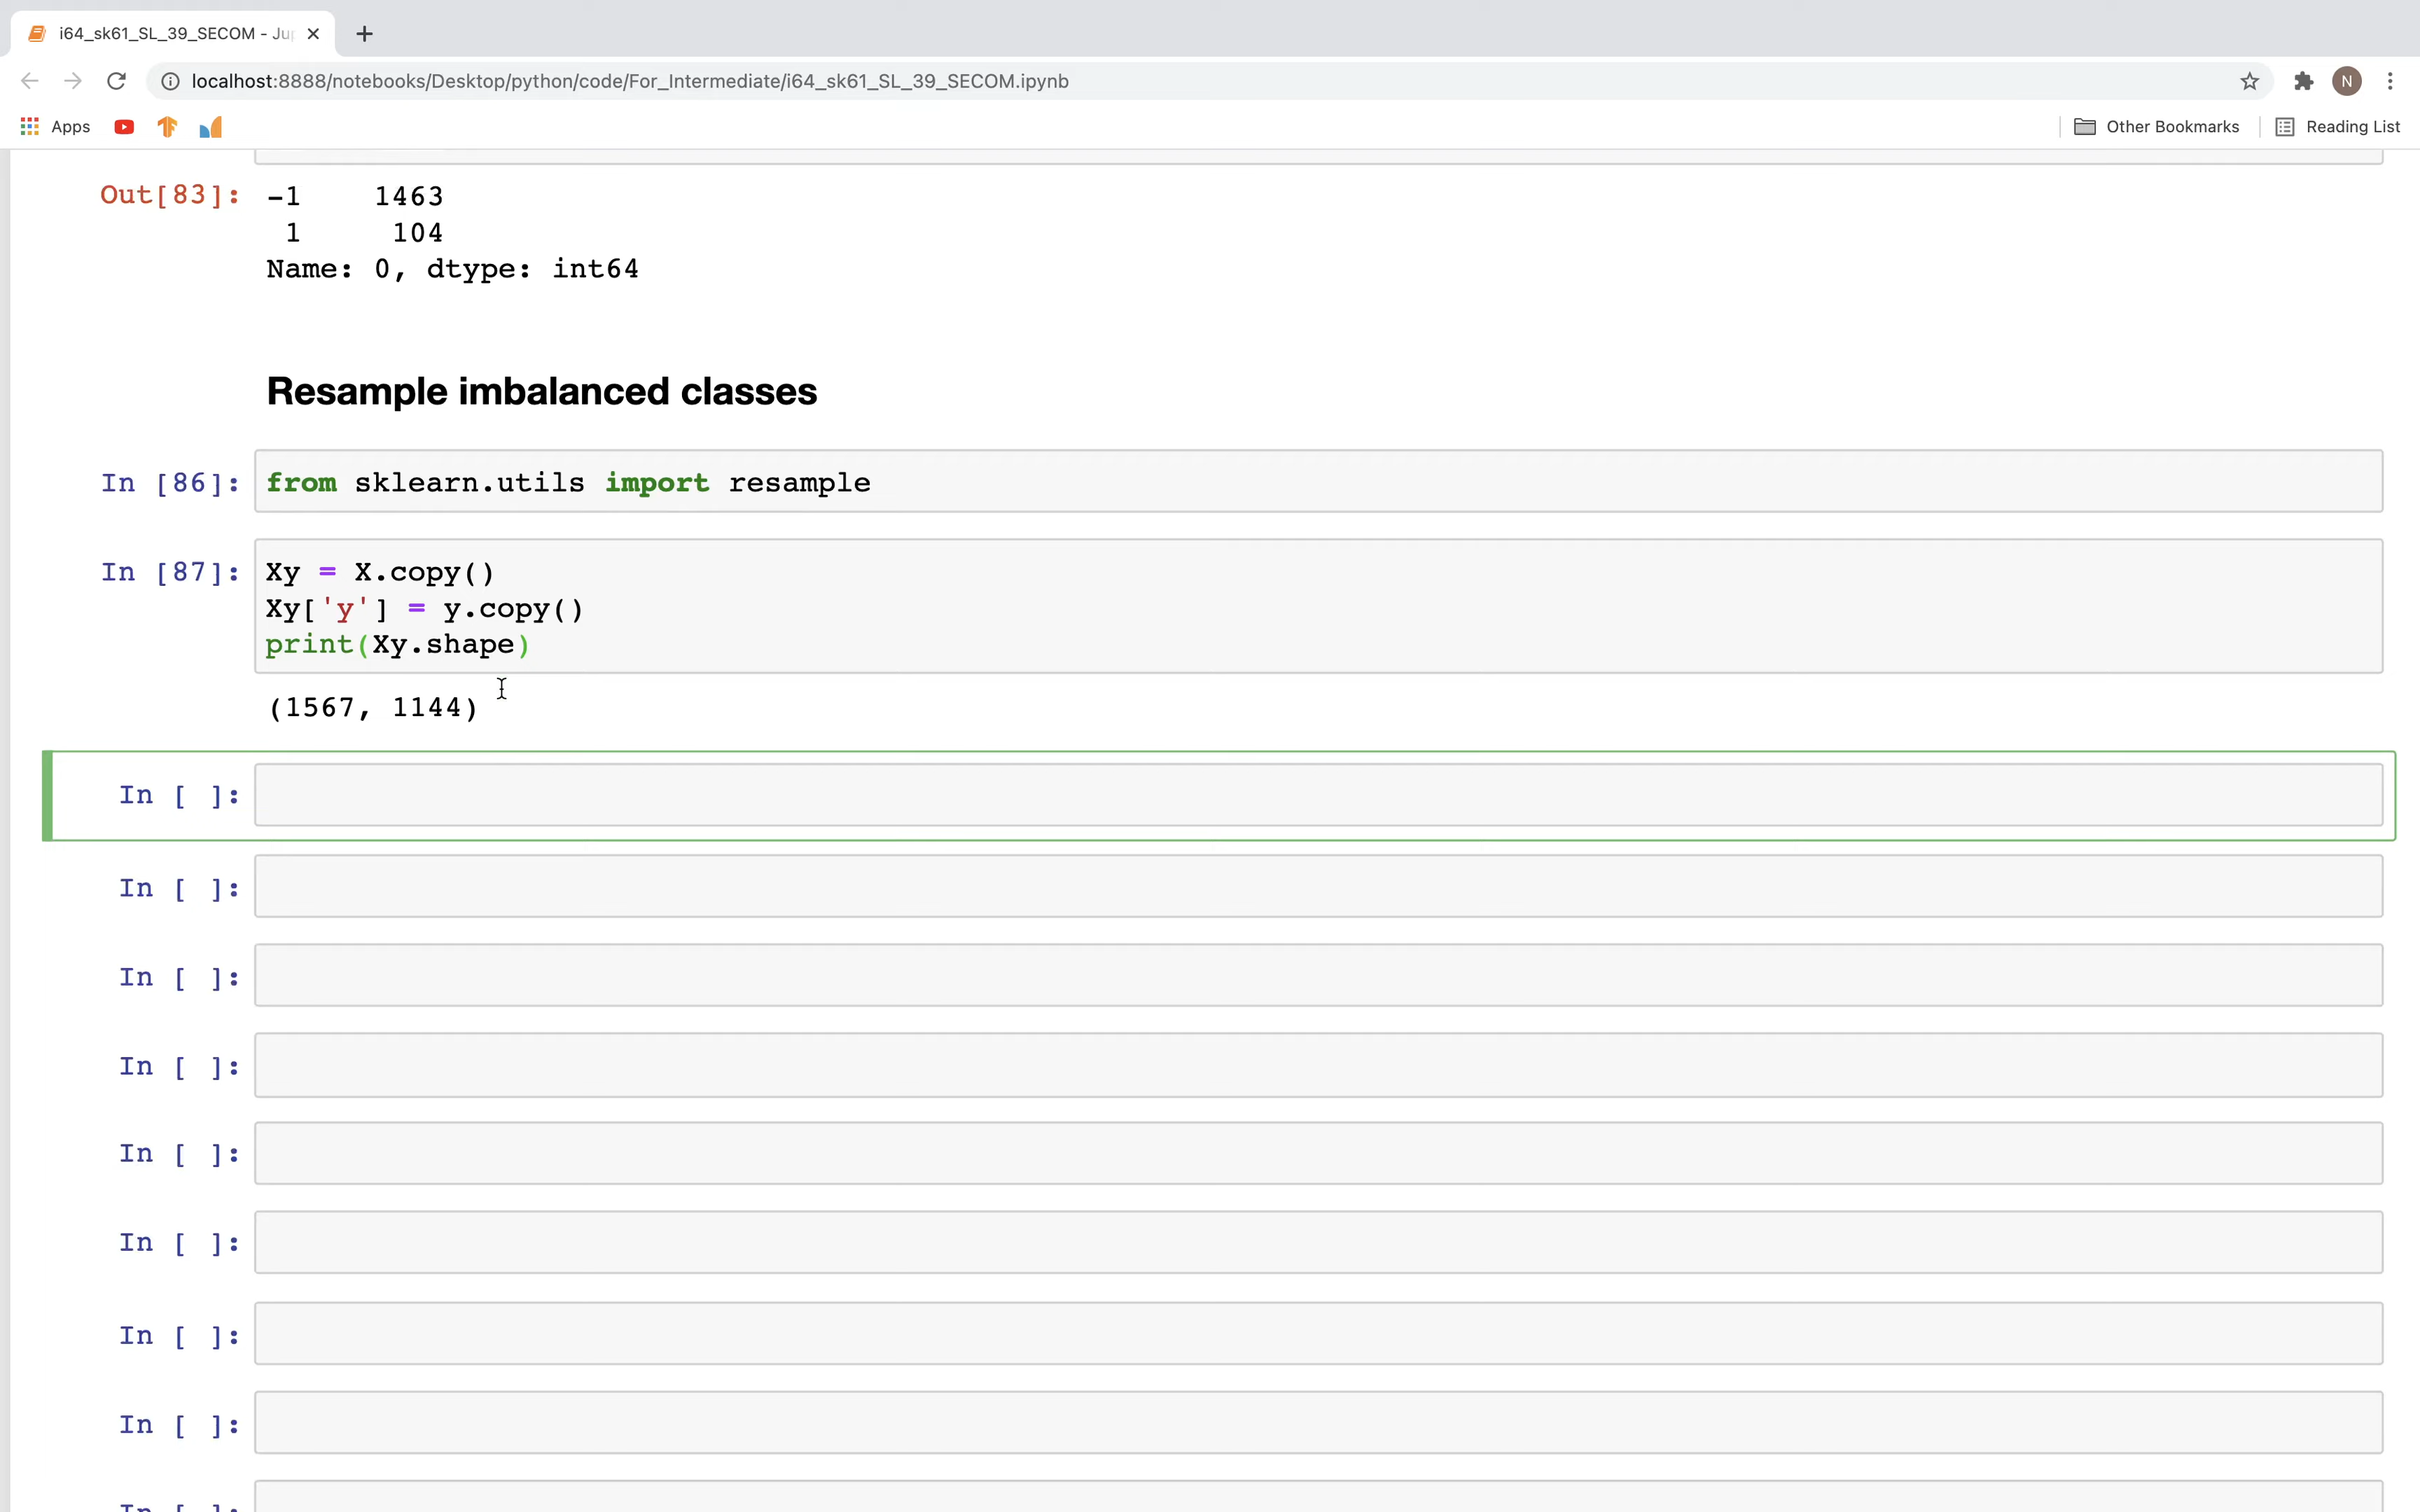 i64_sk61_SL_39_SECOM - Jup
localhost:8888/notebooks/Desktop/python/code/For_Intermediate/i64_sk61_SL_39_SECOM.ipynb
N
Apps
Other Bookmarks
Reading List
Out[83]: -1    1463
 1     104
Name: 0, dtype: int64
Resample imbalanced classes
In [86]: from sklearn.utils import resample
In [87]: Xy = X.copy()
Xy['y'] = y.copy()
print(Xy.shape)
(1567, 1144)
In [ ]:
In [ ]:
In [ ]:
In [ ]:
In [ ]:
In [ ]:
In [ ]:
In [ ]:
In [ ]: